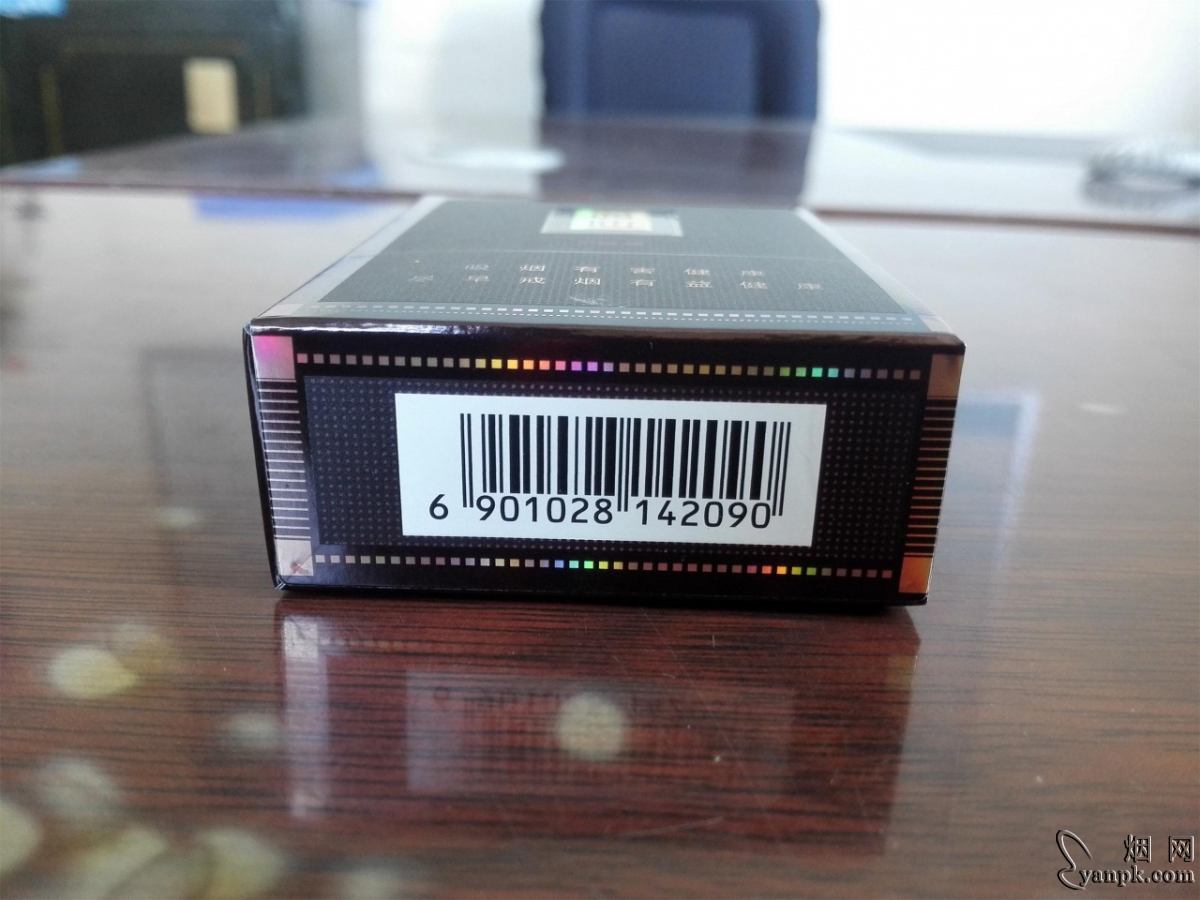 吸烟有害健康
尽早戒烟有益健康
6 901028 142090
烟网
yanpk.com